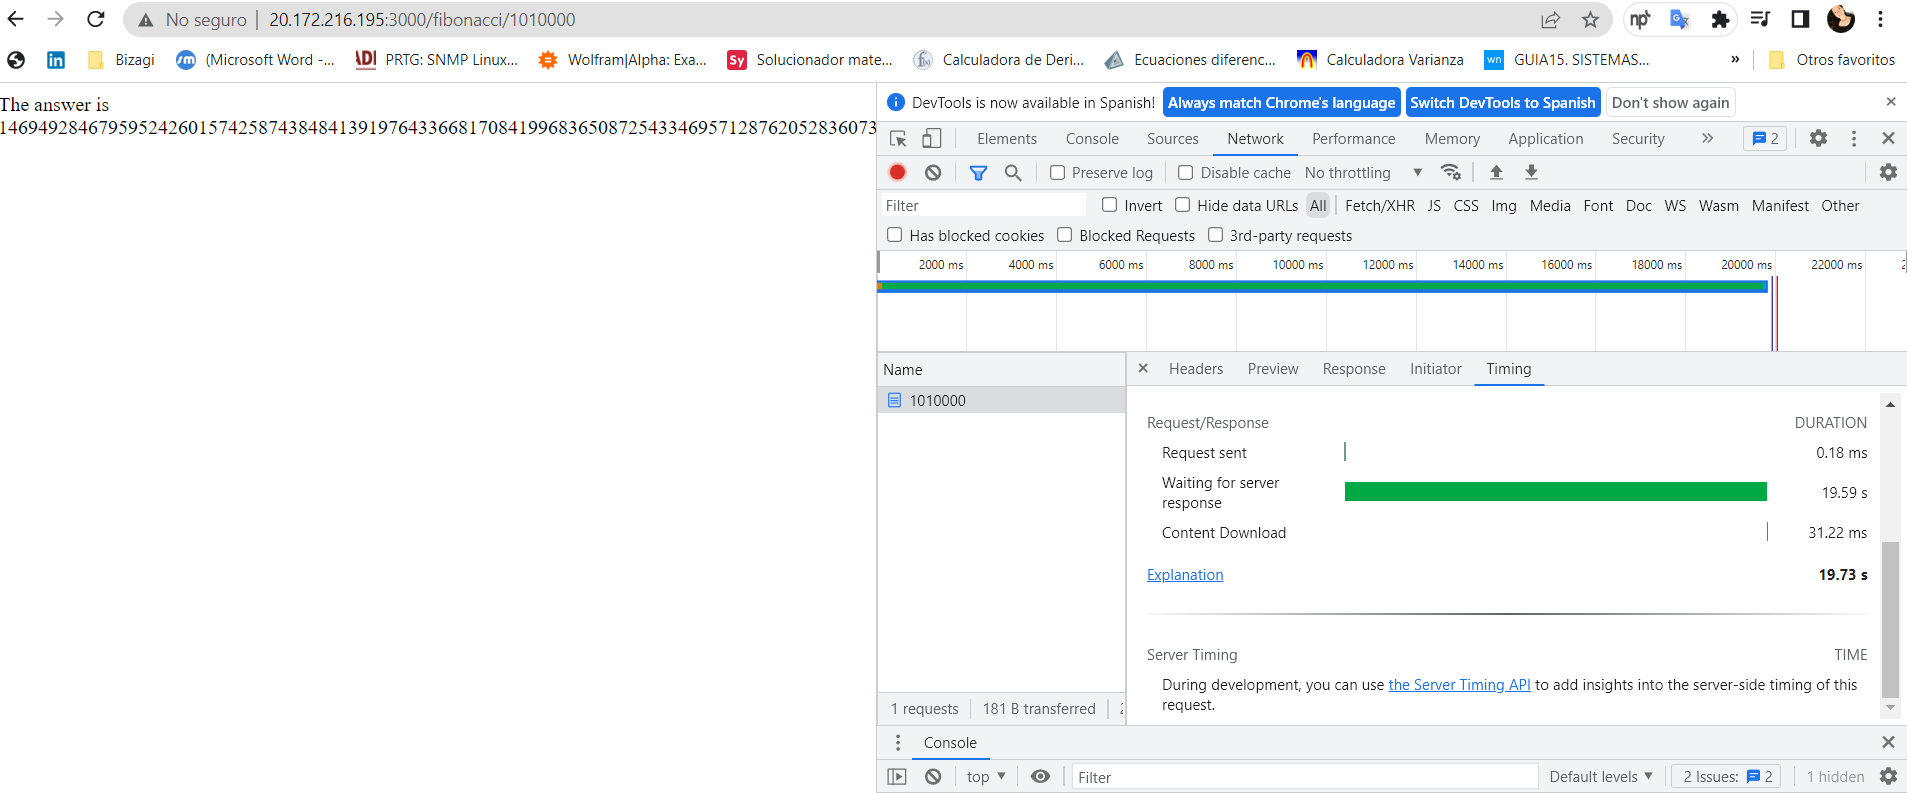 No seguro 20.172.216.195:3000/fibonacci/1010000
Bizagi (Microsoft Word -... PRTG: SNMP Linux... Wolfram|Alpha: Exa... Solucionador mate... Calculadora de Deri... Ecuaciones diferenc... Calculadora Varianza GUIA15. SISTEMAS... » Otros favoritos
The answer is
DevTools is now available in Spanish! Always match Chrome's language Switch DevTools to Spanish Don't show again
Elements Console Sources Network Performance Memory Application Security » 2
Preserve log Disable cache No throttling
Filter Invert Hide data URLs All Fetch/XHR JS CSS Img Media Font Doc WS Wasm Manifest Other
Has blocked cookies Blocked Requests 3rd-party requests
2000 ms 4000 ms 6000 ms 8000 ms 10000 ms 12000 ms 14000 ms 16000 ms 18000 ms 20000 ms 22000 ms
Name Headers Preview Response Initiator Timing
1010000
Request/Response DURATION
Request sent 0.18 ms
Waiting for server
response 19.59 s
Content Download 31.22 ms
Explanation 19.73 s
Server Timing TIME
During development, you can use the Server Timing API to add insights into the server-side timing of this
request.
1 requests 181 B transferred
Console
top Filter Default levels 2 Issues: 2 1 hidden